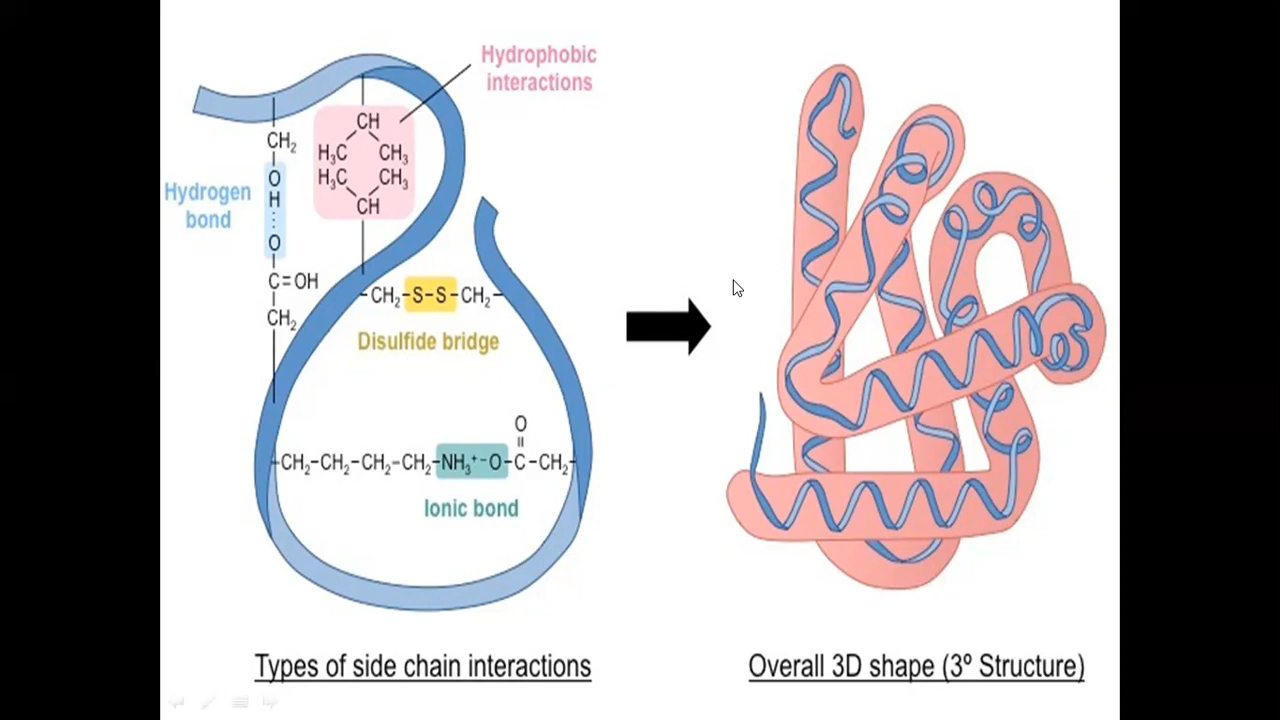 Hydrophobic
interactions
CH
H₃C CH₃
H₃C CH₃
CH
CH₂
O
H
O
C=OH
CH₂
Hydrogen
bond
-CH₂-S-S-CH₂-
Disulfide bridge
O
-CH₂-CH₂-CH₂-CH₂-NH₃⁺-⁻O-C-CH₂-
Ionic bond
Types of side chain interactions
Overall 3D shape (3º Structure)